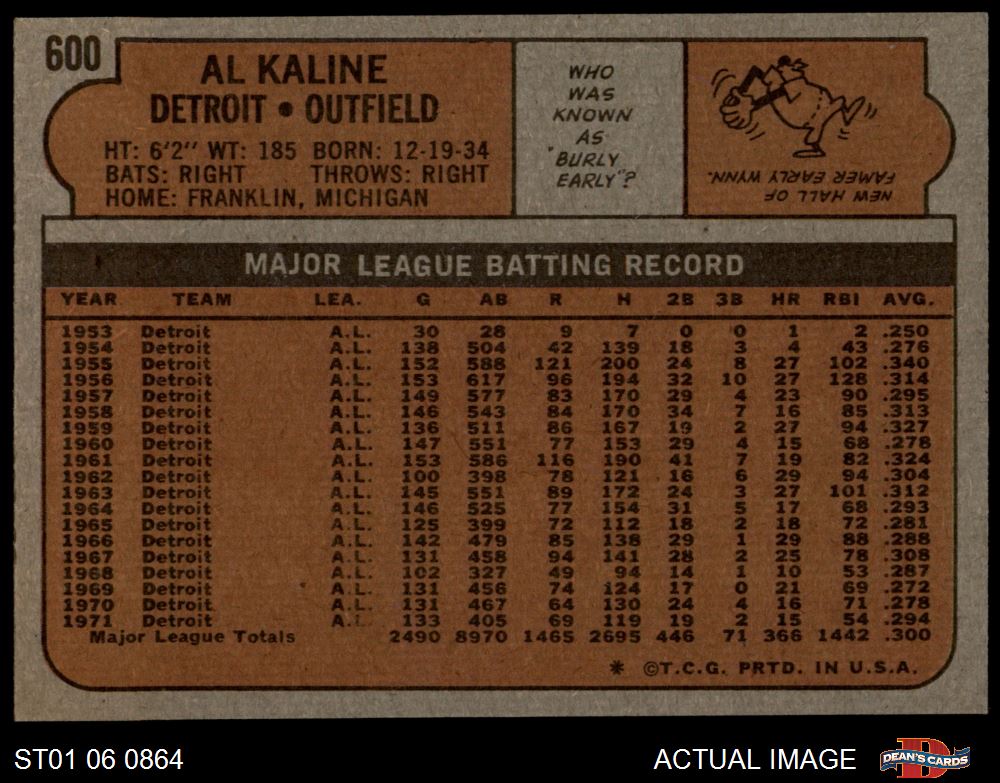 600
AL KALINE
DETROIT • OUTFIELD
HT: 6'2" WT: 185 BORN: 12-19-34
BATS: RIGHT THROWS: RIGHT
HOME: FRANKLIN, MICHIGAN
WHO
WAS
KNOWN
AS
"BURLY
EARLY"?
NEW HALL OF
FAMER EARLY WYNN.
MAJOR LEAGUE BATTING RECORD
YEAR TEAM LEA. G AB R H 2B 3B HR RBI AVG.
1953 Detroit A.L. 30 28 9 7 0 0 1 2 .250
1954 Detroit A.L. 138 504 42 139 18 3 4 43 .276
1955 Detroit A.L. 152 588 121 200 24 8 27 102 .340
1956 Detroit A.L. 153 617 96 194 32 10 27 128 .314
1957 Detroit A.L. 149 577 83 170 29 4 23 90 .295
1958 Detroit A.L. 146 543 84 170 34 7 16 85 .313
1959 Detroit A.L. 136 511 86 167 19 2 27 94 .327
1960 Detroit A.L. 147 551 77 153 29 4 15 68 .278
1961 Detroit A.L. 153 586 116 190 41 7 19 82 .324
1962 Detroit A.L. 100 398 78 121 16 6 29 94 .304
1963 Detroit A.L. 145 551 89 172 24 3 27 101 .312
1964 Detroit A.L. 146 525 77 154 31 5 17 68 .293
1965 Detroit A.L. 125 399 72 112 18 2 18 72 .281
1966 Detroit A.L. 142 479 85 138 29 1 29 88 .288
1967 Detroit A.L. 131 458 94 141 28 2 25 78 .308
1968 Detroit A.L. 102 327 49 94 14 1 10 53 .287
1969 Detroit A.L. 131 456 74 124 17 0 21 69 .272
1970 Detroit A.L. 131 467 64 130 24 4 16 71 .278
1971 Detroit A.L. 133 405 69 119 19 2 15 54 .294
Major League Totals 2490 8970 1465 2695 446 71 366 1442 .300
* ©T.C.G. PRTD. IN U.S.A.
ST01 06 0864
ACTUAL IMAGE
DEAN'S CARDS